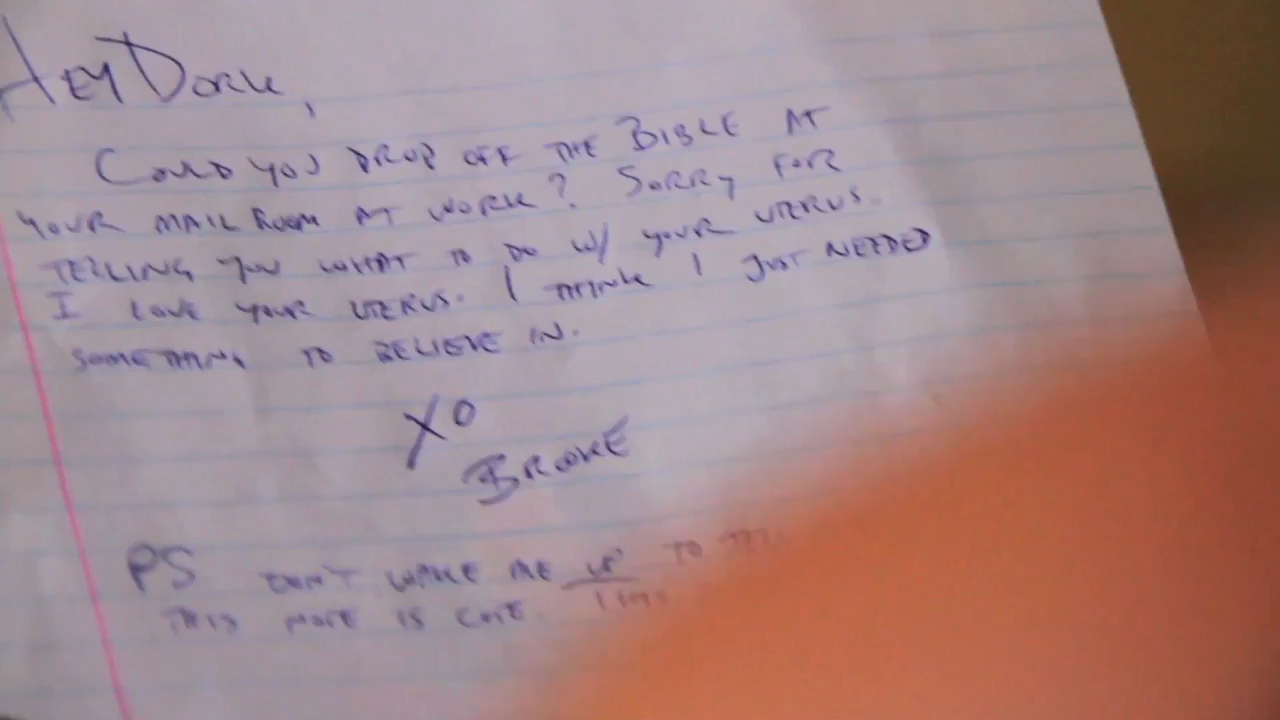 HEY DORK,
COULD YOU DROP OFF THE BIBLE AT
YOUR MAIL ROOM AT WORK? SORRY FOR
TELLING YOU WHAT TO DO W/ YOUR UTERUS.
I LOVE YOUR UTERUS. I THINK I JUST NEEDED
SOMETHING TO BELIEVE IN.
XO
BROOKE
PS DON'T WAKE ME UP TO
THIS NOTE IS CUTE.